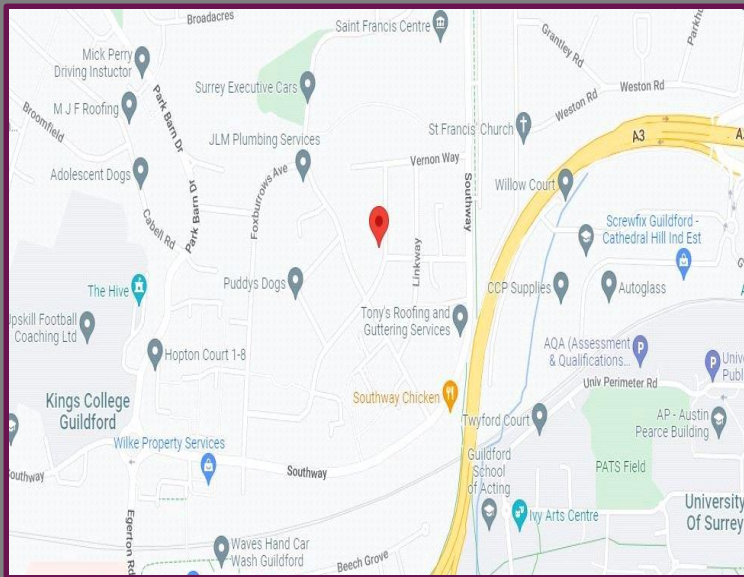 Broadacres
Saint Francis Centre
Grantley Rd
Mick Perry
Driving Instuctor
Surrey Executive Cars
Weston Rd
Weston Rd
M J F Roofing
Park Barn Dr
Broomfield
St Francis' Church
A3
JLM Plumbing Services
Vernon Way
Adolescent Dogs
Foxburrows Ave
Willow Court
Southway
Park Barn Dr
Cabell Rd
Linkway
Screwfix Guildford -
Cathedral Hill Ind Est
The Hive
Puddys Dogs
CCP Supplies
Autoglass
Upskill Football
Coaching Ltd
Tony's Roofing and
Guttering Services
Hopton Court 1-8
AQA (Assessment
& Qualifications...
Univ Perimeter Rd
Kings College
Guildford
Southway Chicken
Twyford Court
AP - Austin
Pearce Building
Wilke Property Services
Guildford
School
of Acting
PATS Field
Southway
Southway
Ivy Arts Centre
University
Of Surrey
Egerton Rd
Waves Hand Car
Wash Guildford
Beech Grove